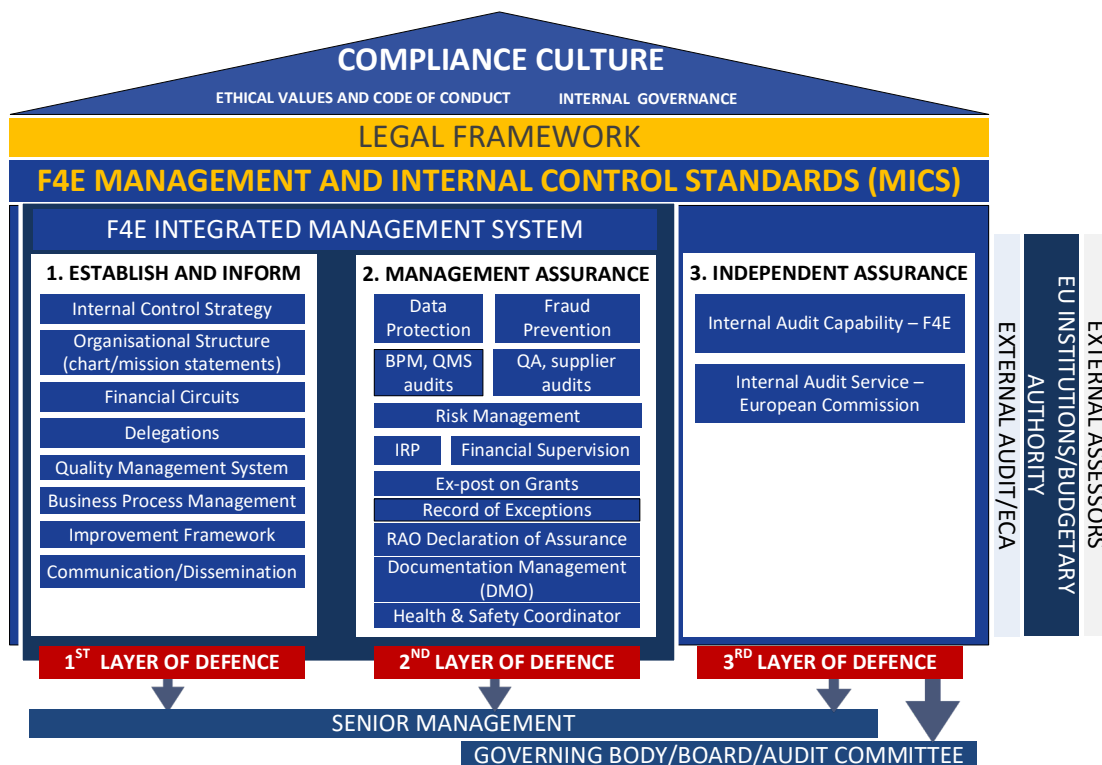 COMPLIANCE CULTURE
ETHICAL VALUES AND CODE OF CONDUCT
INTERNAL GOVERNANCE
LEGAL FRAMEWORK
F4E MANAGEMENT AND INTERNAL CONTROL STANDARDS (MICS)
F4E INTEGRATED MANAGEMENT SYSTEM
1. ESTABLISH AND INFORM
Internal Control Strategy
Organisational Structure
(chart/mission statements)
Financial Circuits
Delegations
Quality Management System
Business Process Management
Improvement Framework
Communication/Dissemination
2. MANAGEMENT ASSURANCE
Data
Protection
Fraud
Prevention
BPM, QMS
audits
QA, supplier
audits
Risk Management
IRP
Financial Supervision
Ex-post on Grants
Record of Exceptions
RAO Declaration of Assurance
Documentation Management
(DMO)
Health & Safety Coordinator
3. INDEPENDENT ASSURANCE
Internal Audit Capability – F4E
Internal Audit Service –
European Commission
EXTERNAL AUDIT/ECA
EU INSTITUTIONS/BUDGETARY
AUTHORITY
EXTERNAL ASSESSORS
1ST LAYER OF DEFENCE
2ND LAYER OF DEFENCE
3RD LAYER OF DEFENCE
SENIOR MANAGEMENT
GOVERNING BODY/BOARD/AUDIT COMMITTEE